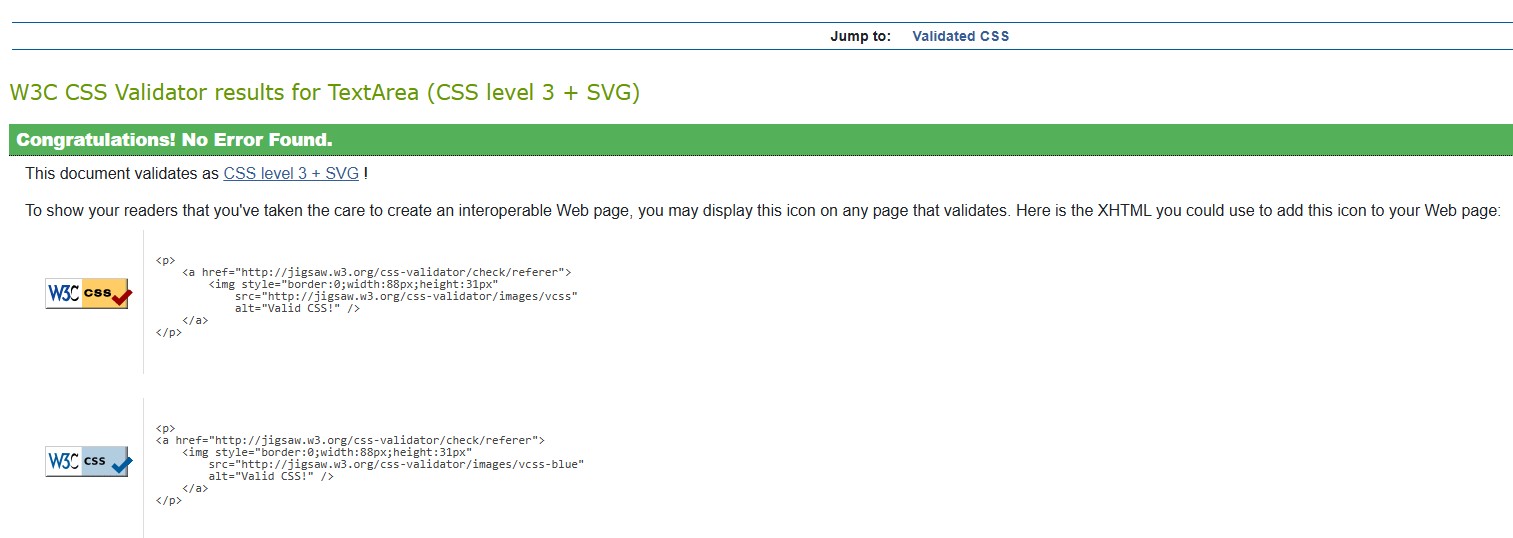 Jump to: Validated CSS
W3C CSS Validator results for TextArea (CSS level 3 + SVG)
Congratulations! No Error Found.
This document validates as CSS level 3 + SVG !
To show your readers that you've taken the care to create an interoperable Web page, you may display this icon on any page that validates. Here is the XHTML you could use to add this icon to your Web page:
W3C css
<p>
<a href="http://jigsaw.w3.org/css-validator/check/referer">
<img style="border:0;width:88px;height:31px"
src="http://jigsaw.w3.org/css-validator/images/vcss"
alt="Valid CSS!" />
</a>
</p>
W3C css
<p>
<a href="http://jigsaw.w3.org/css-validator/check/referer">
<img style="border:0;width:88px;height:31px"
src="http://jigsaw.w3.org/css-validator/images/vcss-blue"
alt="Valid CSS!" />
</a>
</p>